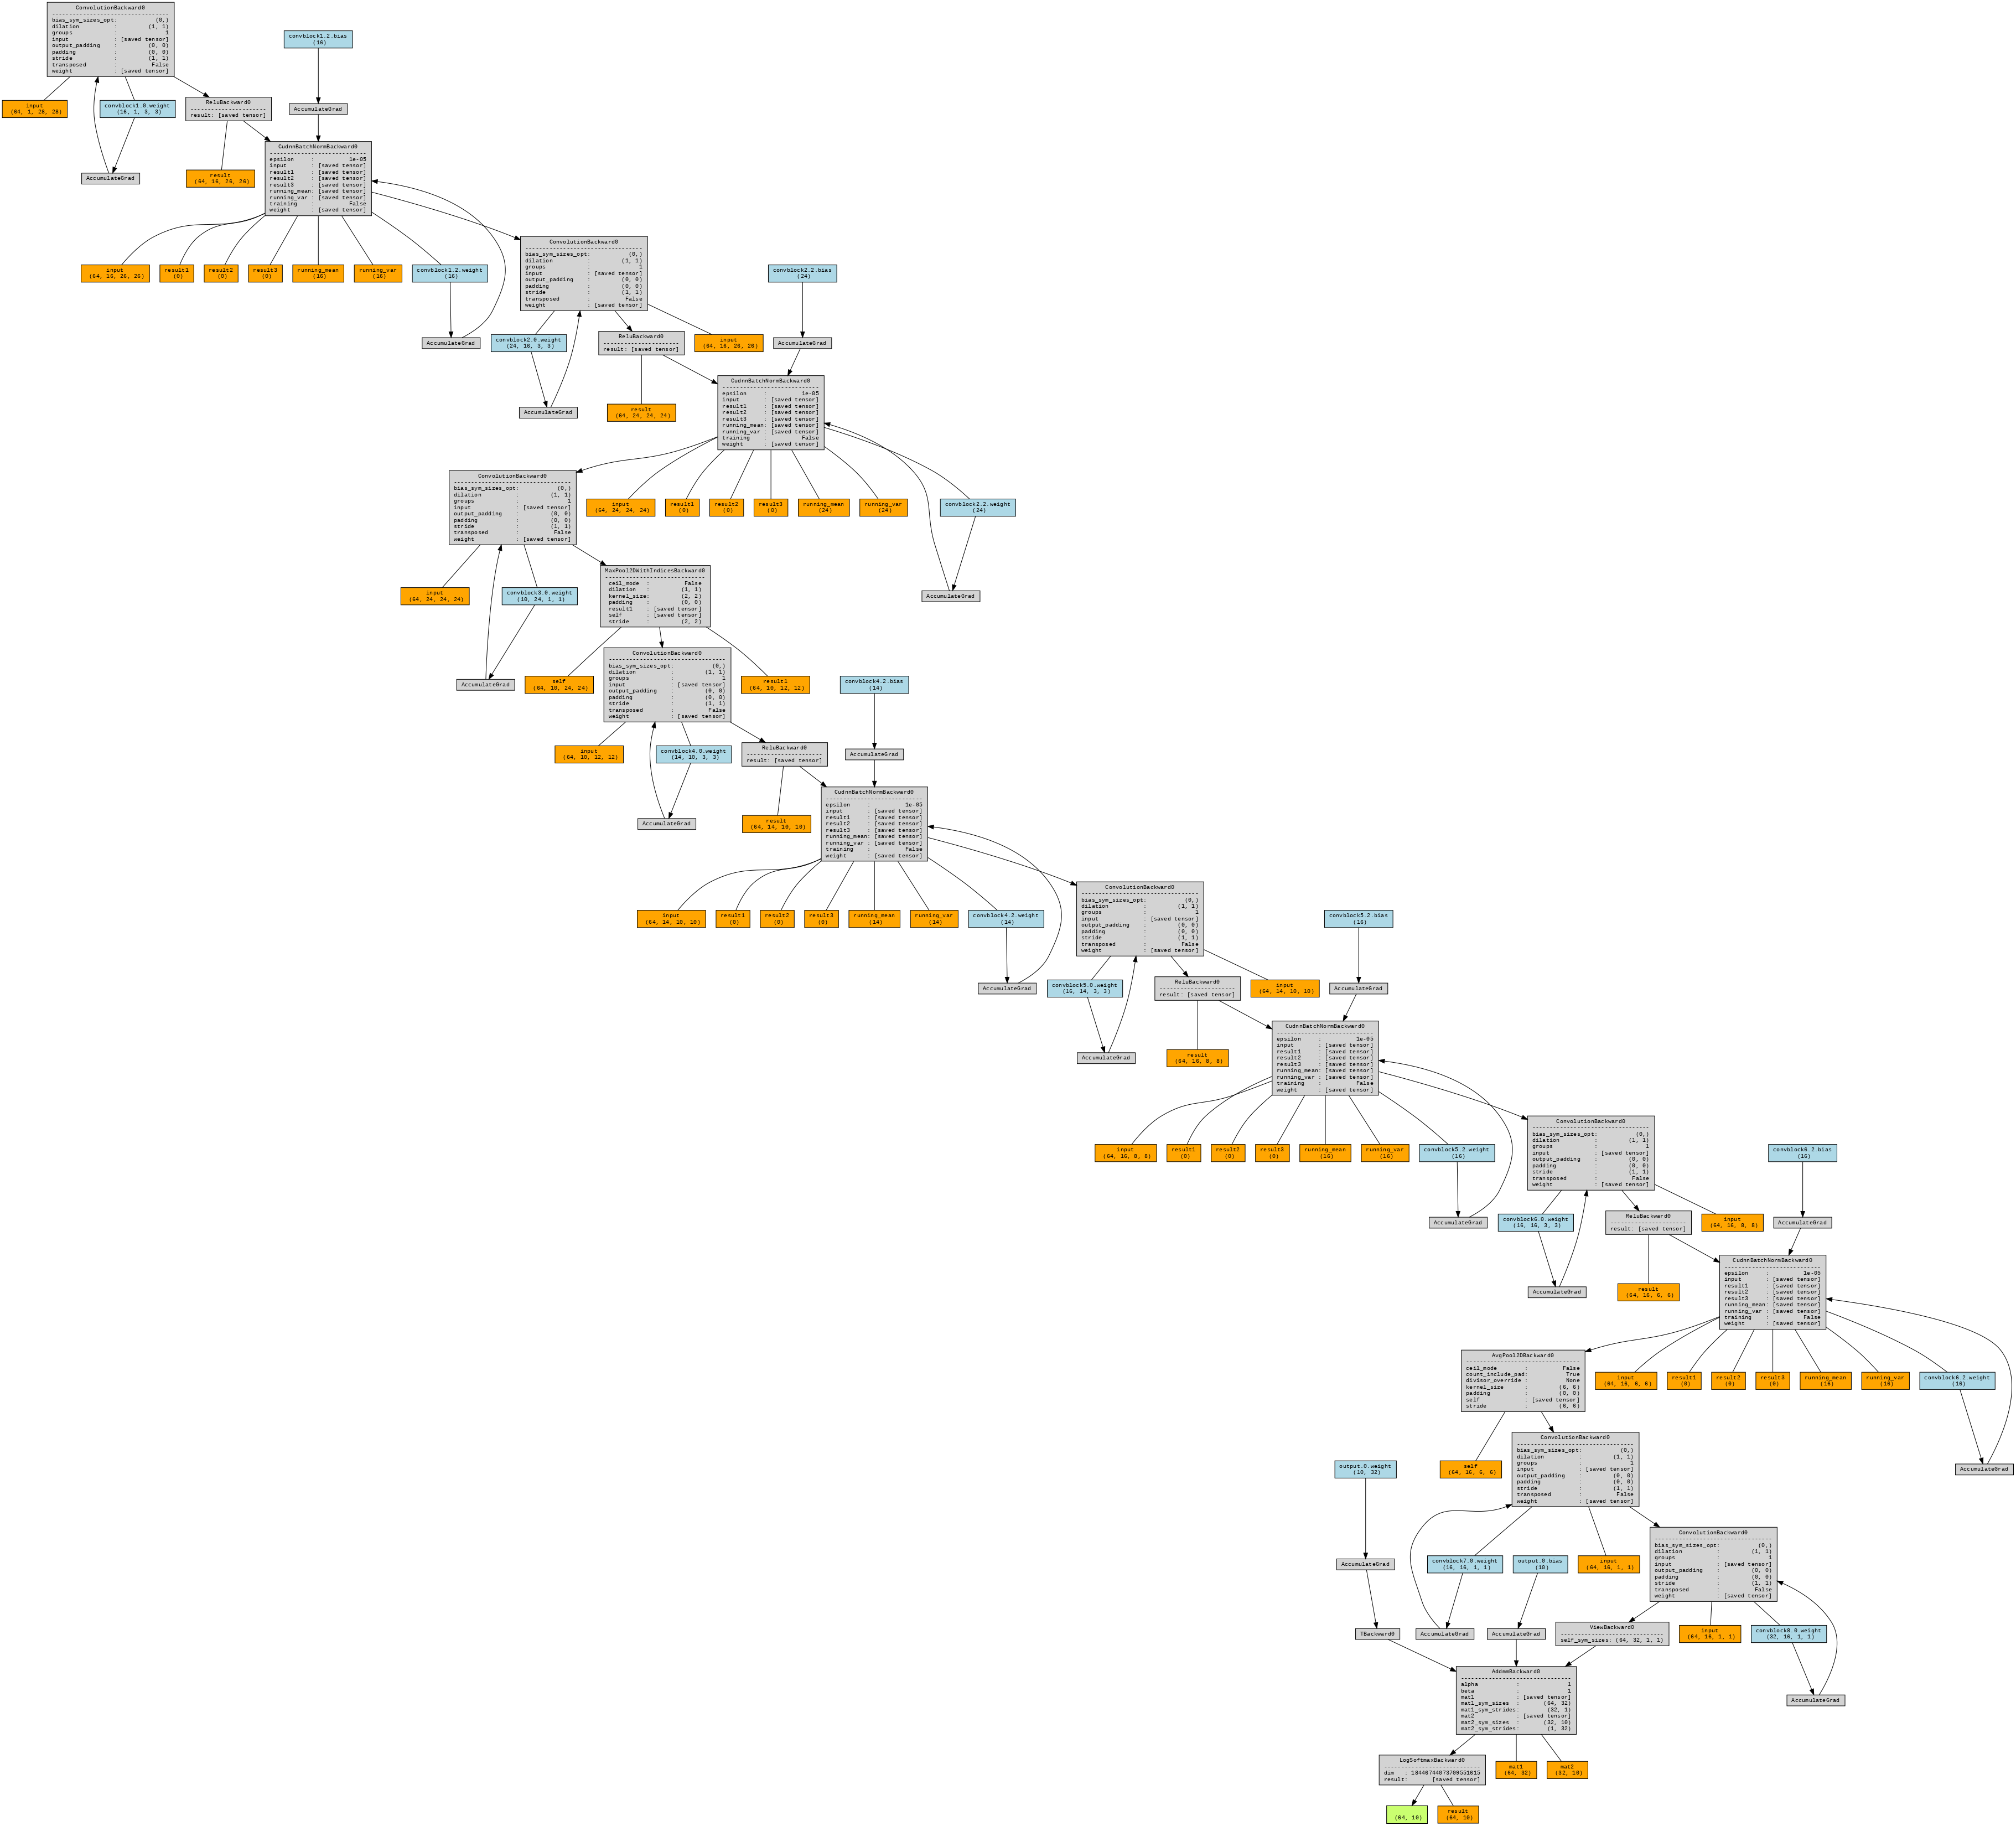 ConvolutionBackward0
---------------------------------
bias_sym_sizes_opt: (0,)
dilation : (1, 1)
groups : 1
input : [saved tensor]
output_padding : (0, 0)
padding : (0, 0)
stride : (1, 1)
transposed : False
weight : [saved tensor]
convblock1.2.bias
(16)
input
(64, 1, 28, 28)
convblock1.0.weight
(16, 1, 3, 3)
ReluBackward0
----------------------
result: [saved tensor]
AccumulateGrad
AccumulateGrad
result
(64, 16, 26, 26)
CudnnBatchNormBackward0
----------------------------
epsilon : 1e-05
input : [saved tensor]
result1 : [saved tensor]
result2 : [saved tensor]
result3 : [saved tensor]
running_mean: [saved tensor]
running_var : [saved tensor]
training : False
weight : [saved tensor]
input
(64, 16, 26, 26)
result1
(0)
result2
(0)
result3
(0)
running_mean
(16)
running_var
(16)
convblock1.2.weight
(16)
AccumulateGrad
ConvolutionBackward0
---------------------------------
bias_sym_sizes_opt: (0,)
dilation : (1, 1)
groups : 1
input : [saved tensor]
output_padding : (0, 0)
padding : (0, 0)
stride : (1, 1)
transposed : False
weight : [saved tensor]
convblock2.2.bias
(24)
convblock2.0.weight
(24, 16, 3, 3)
ReluBackward0
----------------------
result: [saved tensor]
input
(64, 16, 26, 26)
AccumulateGrad
AccumulateGrad
result
(64, 24, 24, 24)
CudnnBatchNormBackward0
----------------------------
epsilon : 1e-05
input : [saved tensor]
result1 : [saved tensor]
result2 : [saved tensor]
result3 : [saved tensor]
running_mean: [saved tensor]
running_var : [saved tensor]
training : False
weight : [saved tensor]
ConvolutionBackward0
---------------------------------
bias_sym_sizes_opt: (0,)
dilation : (1, 1)
groups : 1
input : [saved tensor]
output_padding : (0, 0)
padding : (0, 0)
stride : (1, 1)
transposed : False
weight : [saved tensor]
input
(64, 24, 24, 24)
result1
(0)
result2
(0)
result3
(0)
running_mean
(24)
running_var
(24)
convblock2.2.weight
(24)
AccumulateGrad
input
(64, 24, 24, 24)
convblock3.0.weight
(10, 24, 1, 1)
MaxPool2DWithIndicesBackward0
-----------------------------
ceil_mode : False
dilation : (1, 1)
kernel_size: (2, 2)
padding : (0, 0)
result1 : [saved tensor]
self : [saved tensor]
stride : (2, 2)
AccumulateGrad
self
(64, 10, 24, 24)
ConvolutionBackward0
---------------------------------
bias_sym_sizes_opt: (0,)
dilation : (1, 1)
groups : 1
input : [saved tensor]
output_padding : (0, 0)
padding : (0, 0)
stride : (1, 1)
transposed : False
weight : [saved tensor]
result1
(64, 10, 12, 12)
convblock4.2.bias
(14)
input
(64, 10, 12, 12)
convblock4.0.weight
(14, 10, 3, 3)
ReluBackward0
----------------------
result: [saved tensor]
AccumulateGrad
AccumulateGrad
result
(64, 14, 10, 10)
CudnnBatchNormBackward0
----------------------------
epsilon : 1e-05
input : [saved tensor]
result1 : [saved tensor]
result2 : [saved tensor]
result3 : [saved tensor]
running_mean: [saved tensor]
running_var : [saved tensor]
training : False
weight : [saved tensor]
input
(64, 14, 10, 10)
result1
(0)
result2
(0)
result3
(0)
running_mean
(14)
running_var
(14)
convblock4.2.weight
(14)
AccumulateGrad
ConvolutionBackward0
---------------------------------
bias_sym_sizes_opt: (0,)
dilation : (1, 1)
groups : 1
input : [saved tensor]
output_padding : (0, 0)
padding : (0, 0)
stride : (1, 1)
transposed : False
weight : [saved tensor]
convblock5.2.bias
(16)
convblock5.0.weight
(16, 14, 3, 3)
ReluBackward0
----------------------
result: [saved tensor]
input
(64, 14, 10, 10)
AccumulateGrad
AccumulateGrad
result
(64, 16, 8, 8)
CudnnBatchNormBackward0
----------------------------
epsilon : 1e-05
input : [saved tensor]
result1 : [saved tensor]
result2 : [saved tensor]
result3 : [saved tensor]
running_mean: [saved tensor]
running_var : [saved tensor]
training : False
weight : [saved tensor]
input
(64, 16, 8, 8)
result1
(0)
result2
(0)
result3
(0)
running_mean
(16)
running_var
(16)
convblock5.2.weight
(16)
AccumulateGrad
ConvolutionBackward0
---------------------------------
bias_sym_sizes_opt: (0,)
dilation : (1, 1)
groups : 1
input : [saved tensor]
output_padding : (0, 0)
padding : (0, 0)
stride : (1, 1)
transposed : False
weight : [saved tensor]
convblock6.2.bias
(16)
convblock6.0.weight
(16, 16, 3, 3)
ReluBackward0
----------------------
result: [saved tensor]
input
(64, 16, 8, 8)
AccumulateGrad
AccumulateGrad
result
(64, 16, 6, 6)
CudnnBatchNormBackward0
----------------------------
epsilon : 1e-05
input : [saved tensor]
result1 : [saved tensor]
result2 : [saved tensor]
result3 : [saved tensor]
running_mean: [saved tensor]
running_var : [saved tensor]
training : False
weight : [saved tensor]
AvgPool2DBackward0
---------------------------------
ceil_mode : False
count_include_pad: True
divisor_override : None
kernel_size : (6, 6)
padding : (0, 0)
self : [saved tensor]
stride : (6, 6)
input
(64, 16, 6, 6)
result1
(0)
result2
(0)
result3
(0)
running_mean
(16)
running_var
(16)
convblock6.2.weight
(16)
AccumulateGrad
output.0.weight
(10, 32)
self
(64, 16, 6, 6)
ConvolutionBackward0
---------------------------------
bias_sym_sizes_opt: (0,)
dilation : (1, 1)
groups : 1
input : [saved tensor]
output_padding : (0, 0)
padding : (0, 0)
stride : (1, 1)
transposed : False
weight : [saved tensor]
AccumulateGrad
convblock7.0.weight
(16, 16, 1, 1)
output.0.bias
(10)
input
(64, 16, 1, 1)
ConvolutionBackward0
---------------------------------
bias_sym_sizes_opt: (0,)
dilation : (1, 1)
groups : 1
input : [saved tensor]
output_padding : (0, 0)
padding : (0, 0)
stride : (1, 1)
transposed : False
weight : [saved tensor]
TBackward0
AccumulateGrad
AccumulateGrad
ViewBackward0
------------------------------
self_sym_sizes: (64, 32, 1, 1)
input
(64, 16, 1, 1)
convblock8.0.weight
(32, 16, 1, 1)
AccumulateGrad
AddmmBackward0
--------------------------------
alpha : 1
beta : 1
mat1 : [saved tensor]
mat1_sym_sizes : (64, 32)
mat1_sym_strides: (32, 1)
mat2 : [saved tensor]
mat2_sym_sizes : (32, 10)
mat2_sym_strides: (1, 32)
LogSoftmaxBackward0
----------------------------
dim : 18446744073709551615
result: [saved tensor]
mat1
(64, 32)
mat2
(32, 10)
(64, 10)
result
(64, 10)